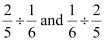 2/5 ÷ 1/6 and 1/6 ÷ 2/5